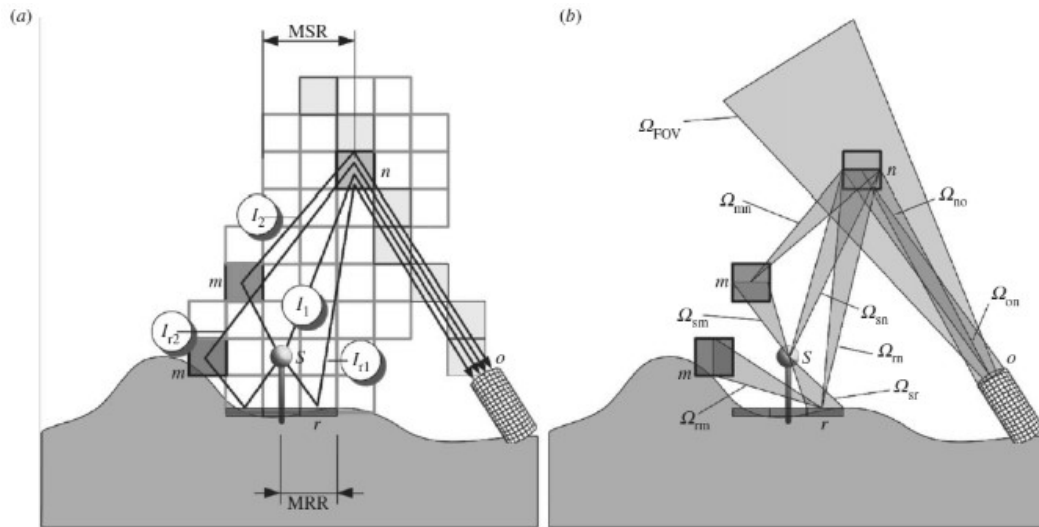 (a)
MSR
n
I2
m
I1
Ir2
S
Ir1
o
m
r
MRR
(b)
ΩFOV
n
Ωmn
Ωno
m
Ωsm
Ωsn
Ωon
S
Ωrn
o
m
Ωsr
Ωrm
r